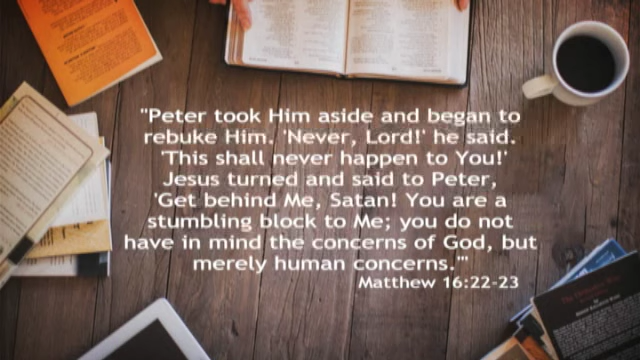 "Peter took Him aside and began to
rebuke Him. 'Never, Lord!' he said.
'This shall never happen to You!'
Jesus turned and said to Peter,
'Get behind Me, Satan! You are a
stumbling block to Me; you do not
have in mind the concerns of God, but
merely human concerns.'"
Matthew 16:22-23